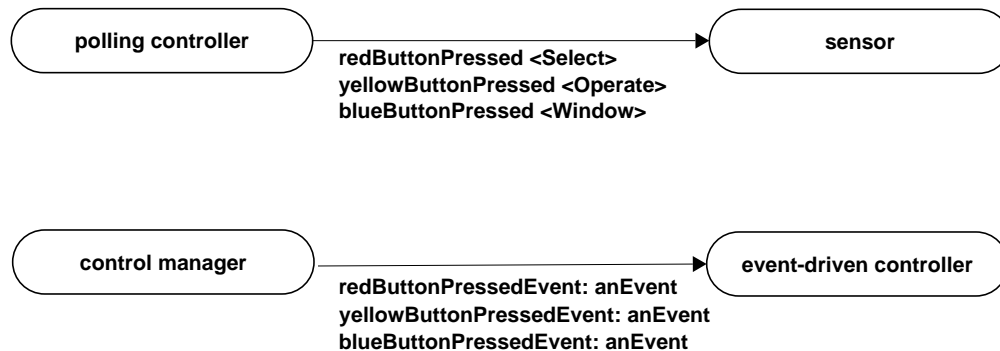 polling controller
sensor
redButtonPressed <Select>
yellowButtonPressed <Operate>
blueButtonPressed <Window>
control manager
event-driven controller
redButtonPressedEvent: anEvent
yellowButtonPressedEvent: anEvent
blueButtonPressedEvent: anEvent